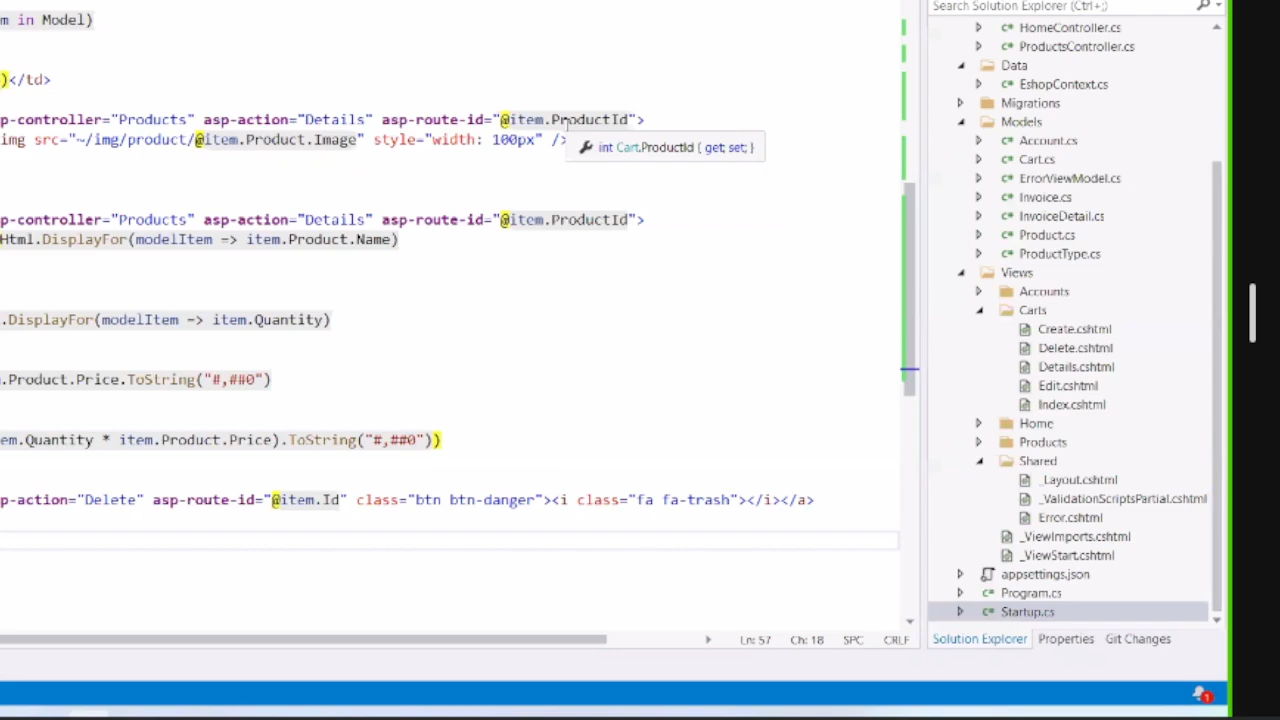 m in Model)
)</td>
p-controller="Products" asp-action="Details" asp-route-id="@item.ProductId">
img src="~/img/product/@item.Product.Image" style="width: 100px" />
int Cart.ProductId { get; set; }
p-controller="Products" asp-action="Details" asp-route-id="@item.ProductId">
Html.DisplayFor(modelItem => item.Product.Name)
.DisplayFor(modelItem => item.Quantity)
.Product.Price.ToString("#,##0")
em.Quantity * item.Product.Price).ToString("#,##0"))
p-action="Delete" asp-route-id="@item.Id" class="btn btn-danger"><i class="fa fa-trash"></i></a>
Ln: 57 Ch: 18 SPC CRLF
Search Solution Explorer (Ctrl+;)
C# HomeController.cs
C# ProductsController.cs
Data
C# EshopContext.cs
Migrations
Models
C# Account.cs
C# Cart.cs
C# ErrorViewModel.cs
C# Invoice.cs
C# InvoiceDetail.cs
C# Product.cs
C# ProductType.cs
Views
Accounts
Carts
Create.cshtml
Delete.cshtml
Details.cshtml
Edit.cshtml
Index.cshtml
Home
Products
Shared
_Layout.cshtml
_ValidationScriptsPartial.cshtml
Error.cshtml
_ViewImports.cshtml
_ViewStart.cshtml
appsettings.json
C# Program.cs
C# Startup.cs
Solution Explorer Properties Git Changes
1